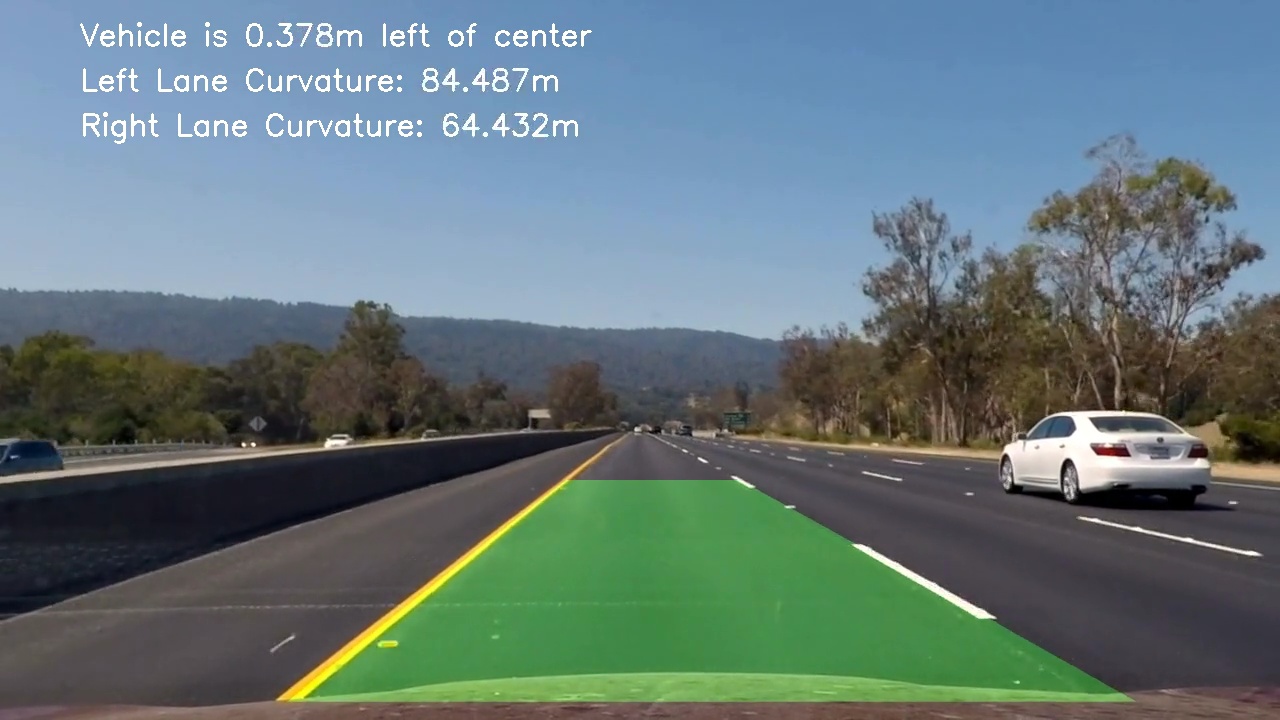 Vehicle is 0.378m left of center
Left Lane Curvature: 84.487m
Right Lane Curvature: 64.432m